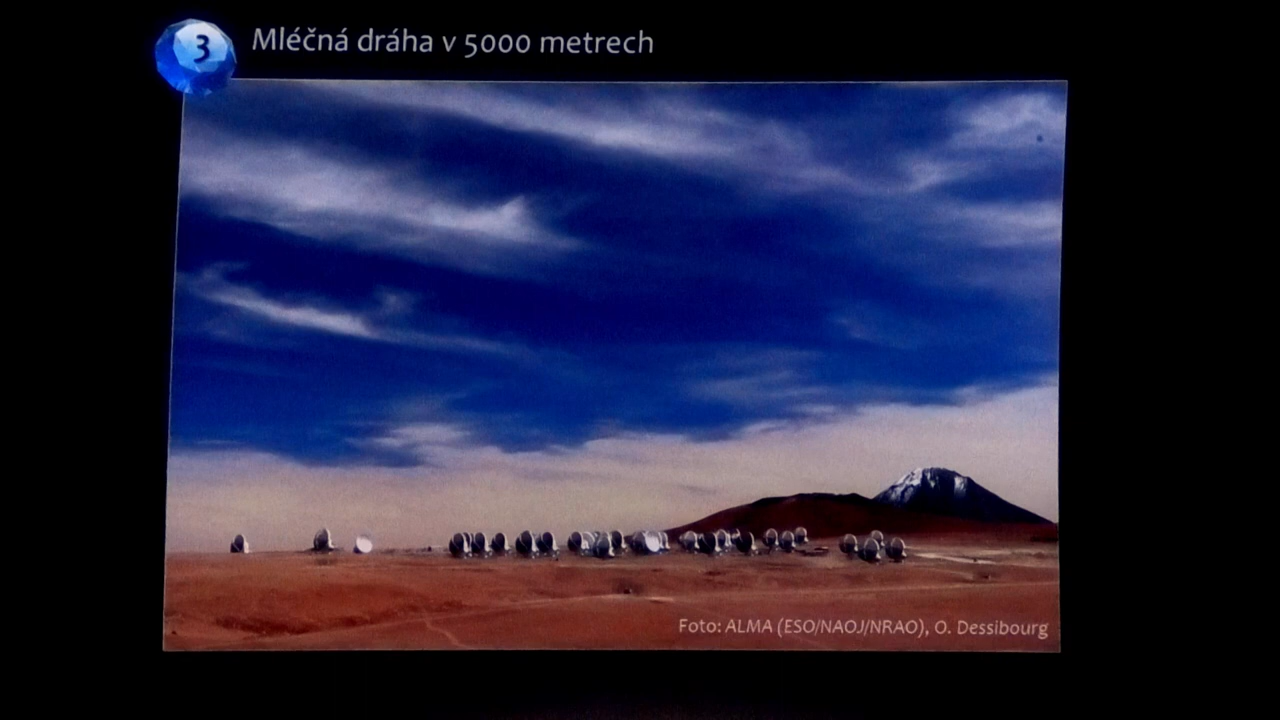 3
Mléčná dráha v 5000 metrech
Foto: ALMA (ESO/NAOJ/NRAO), O. Dessibourg